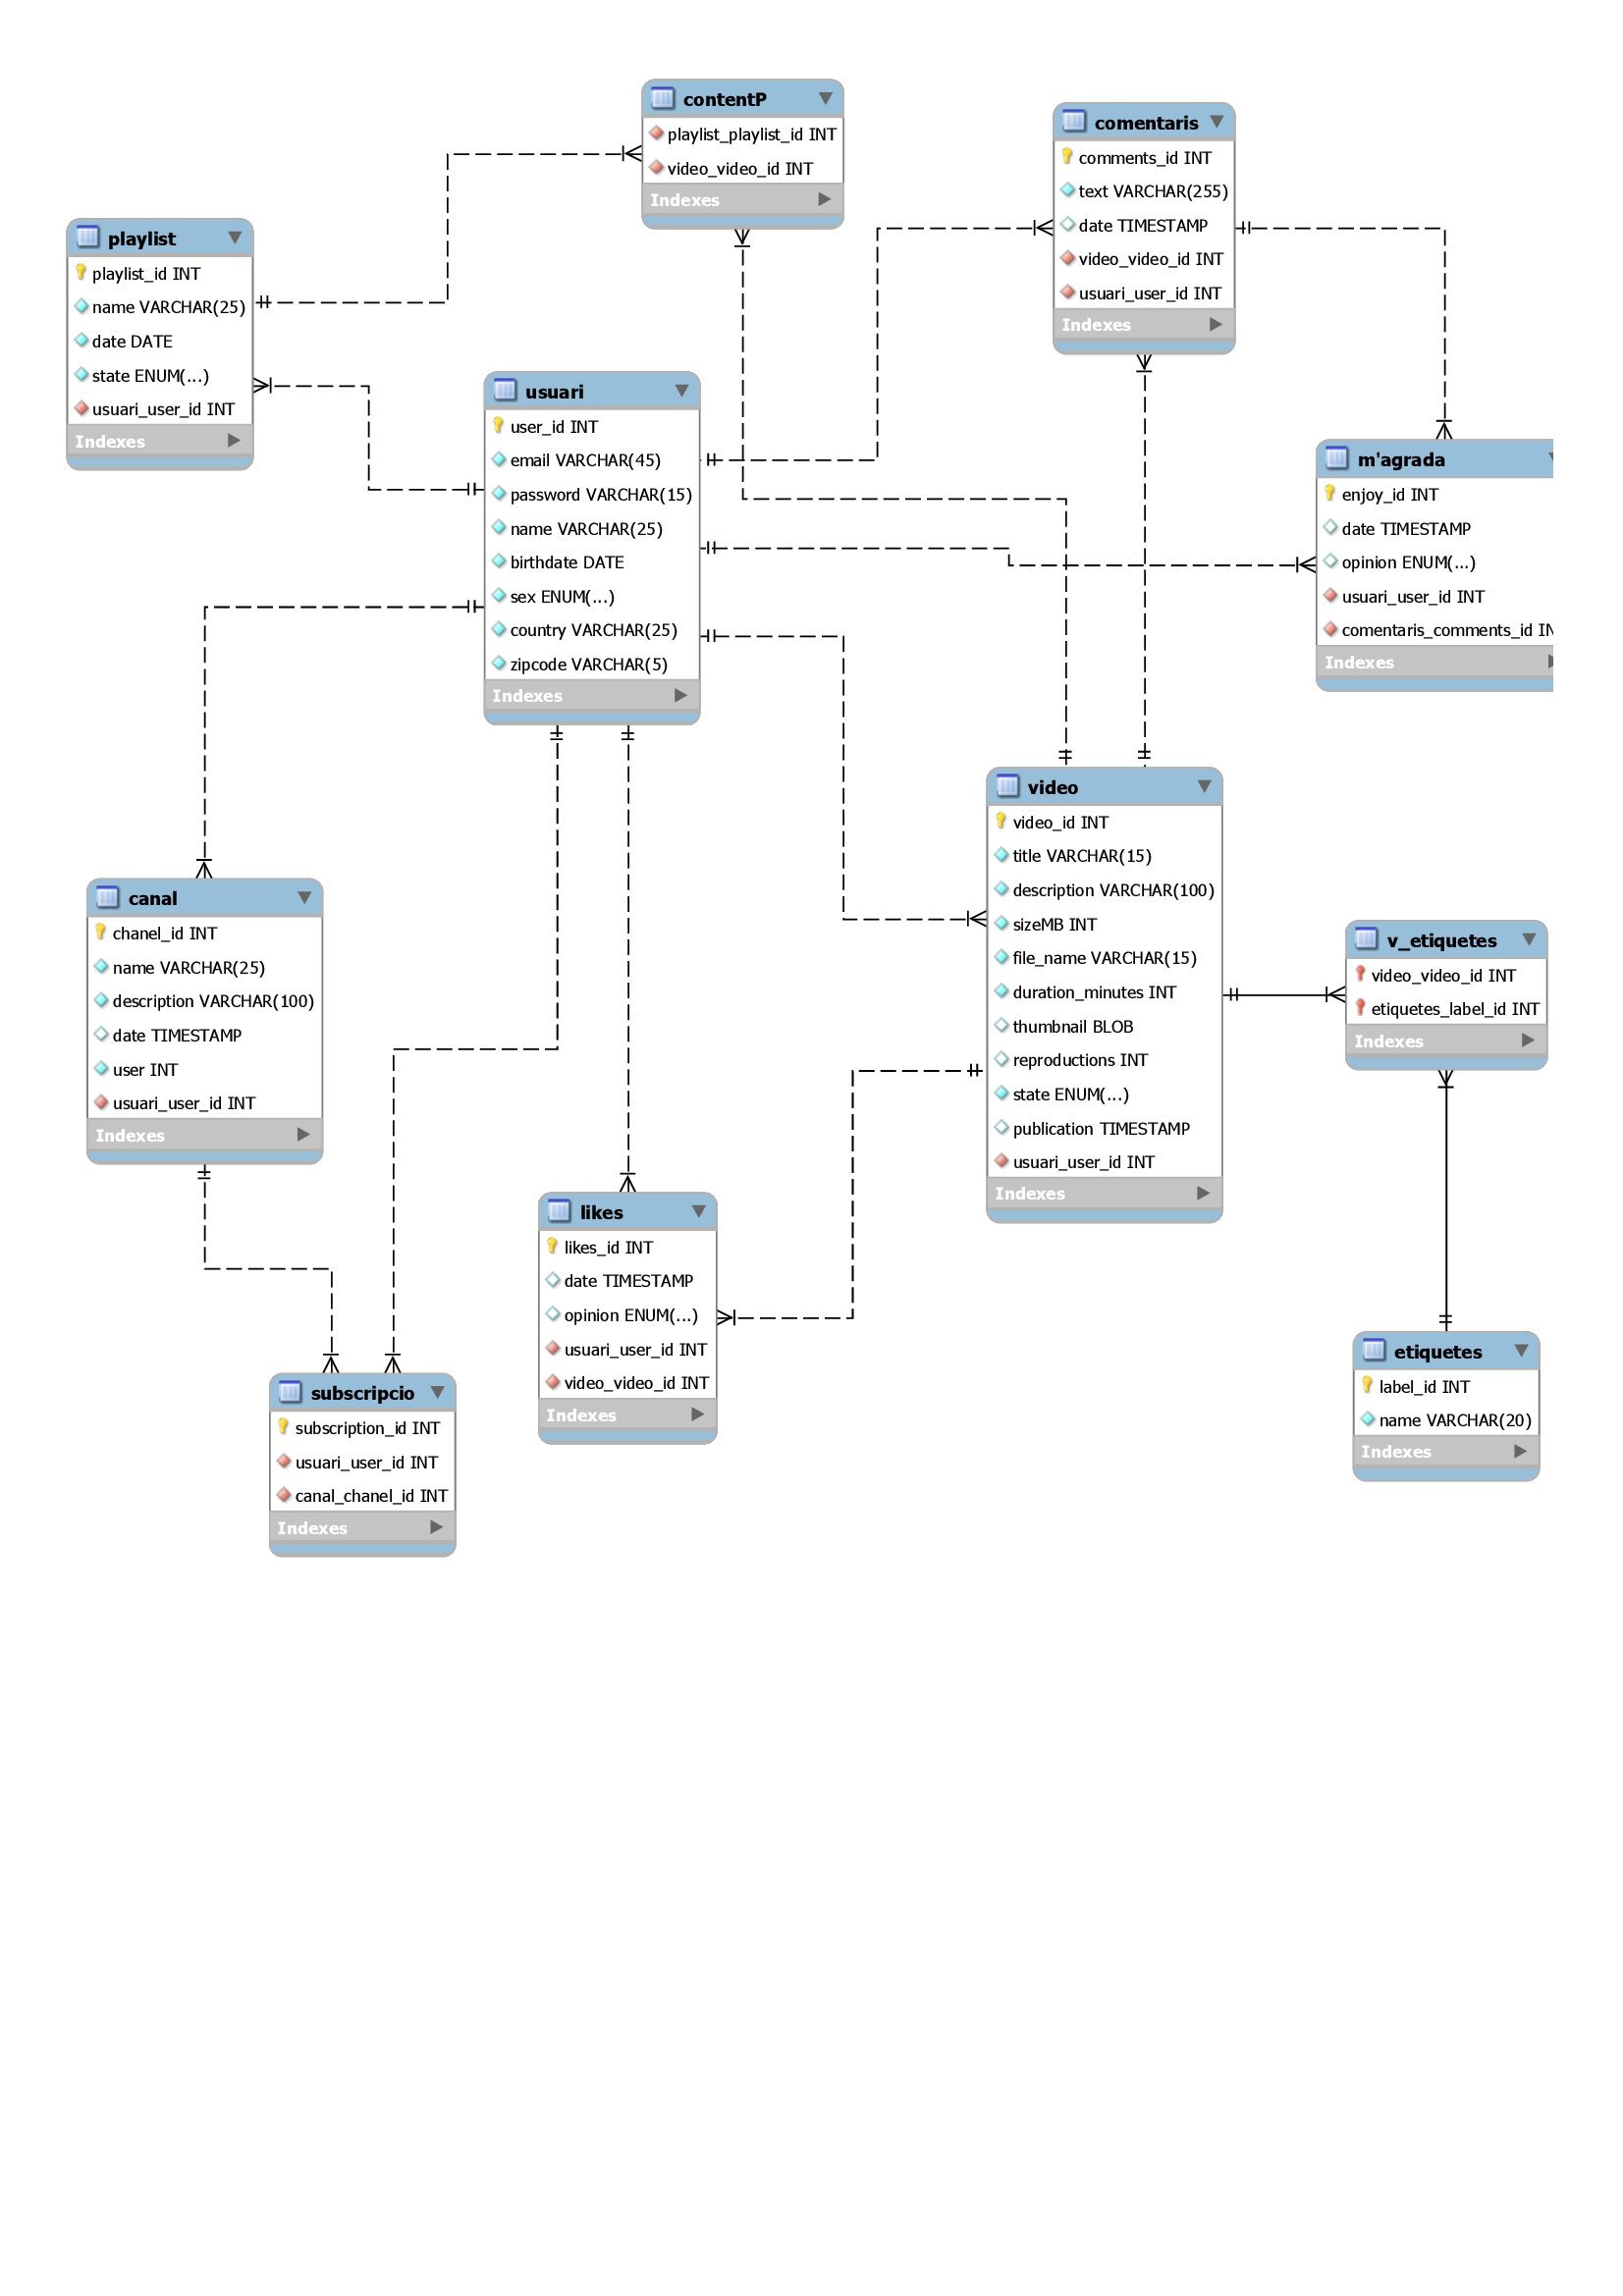 contentP
playlist_playlist_id INT
video_video_id INT
Indexes
comentaris
comments_id INT
text VARCHAR(255)
date TIMESTAMP
video_video_id INT
usuari_user_id INT
Indexes
playlist
playlist_id INT
name VARCHAR(25)
date DATE
state ENUM(...)
usuari_user_id INT
Indexes
usuari
user_id INT
email VARCHAR(45)
password VARCHAR(15)
name VARCHAR(25)
birthdate DATE
sex ENUM(...)
country VARCHAR(25)
zipcode VARCHAR(5)
Indexes
m'agrada
enjoy_id INT
date TIMESTAMP
opinion ENUM(...)
usuari_user_id INT
comentaris_comments_id IN
Indexes
video
video_id INT
title VARCHAR(15)
description VARCHAR(100)
sizeMB INT
file_name VARCHAR(15)
duration_minutes INT
thumbnail BLOB
reproductions INT
state ENUM(...)
publication TIMESTAMP
usuari_user_id INT
Indexes
canal
chanel_id INT
name VARCHAR(25)
description VARCHAR(100)
date TIMESTAMP
user INT
usuari_user_id INT
Indexes
v_etiquetes
video_video_id INT
etiquetes_label_id INT
Indexes
likes
likes_id INT
date TIMESTAMP
opinion ENUM(...)
usuari_user_id INT
video_video_id INT
Indexes
etiquetes
label_id INT
name VARCHAR(20)
Indexes
subscripcio
subscription_id INT
usuari_user_id INT
canal_chanel_id INT
Indexes